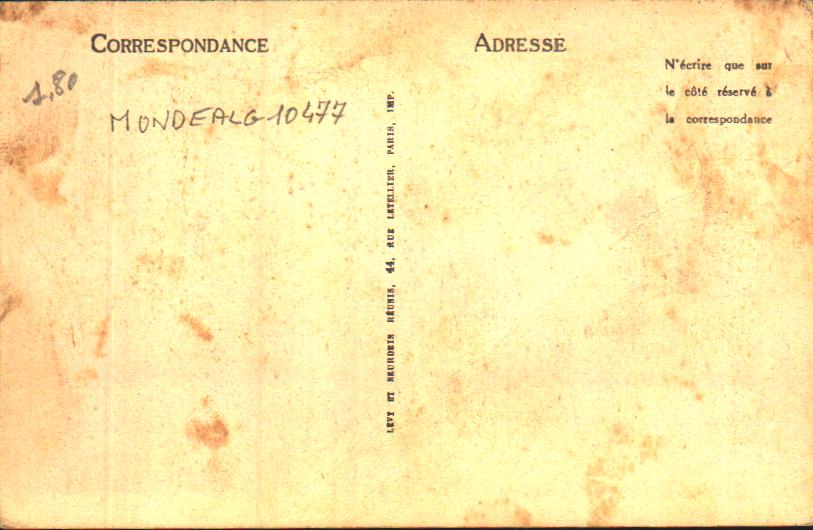 CORRESPONDANCE
ADRESSE
N'écrire que sur
le côté réservé à
la correspondance
1,80
MONDEALG 10477
LÉVY ET NEURDEIN RÉUNIS, 44, RUE LETELLIER, PARIS, IMP.